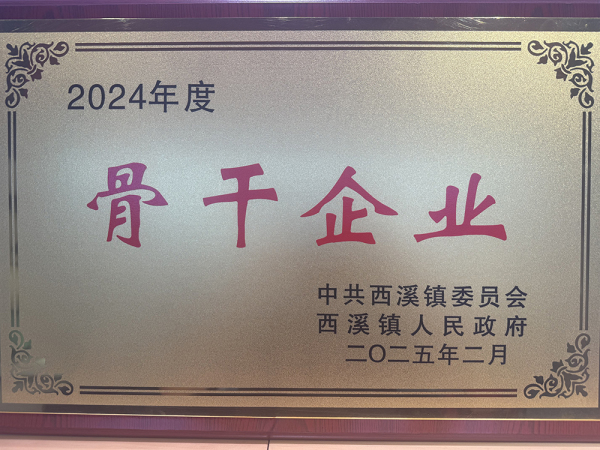 2024年度
骨干企业
中共西溪镇委员会
西溪镇人民政府
二〇二五年二月